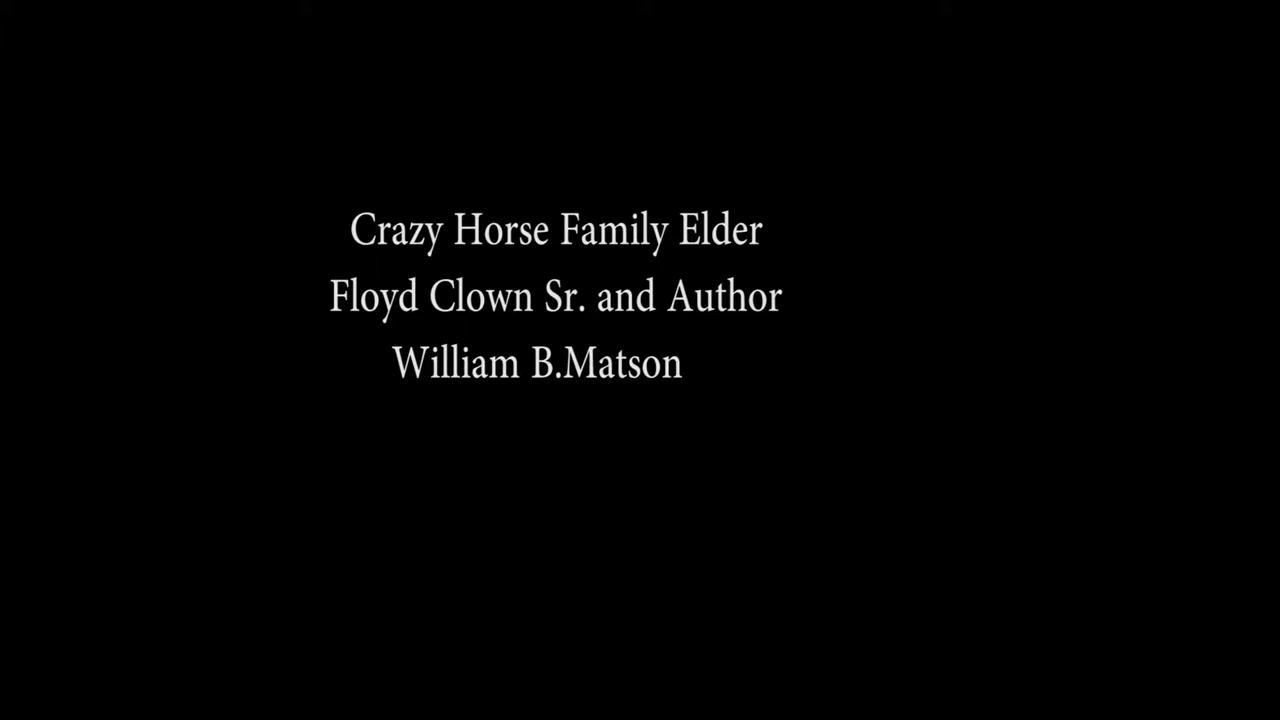 Crazy Horse Family Elder
Floyd Clown Sr. and Author
William B.Matson